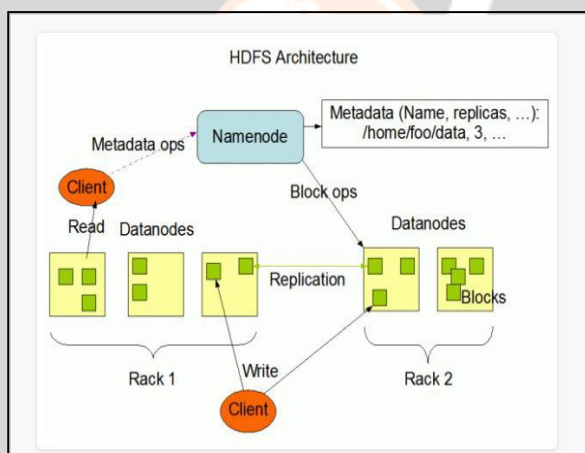 HDFS Architecture
Metadata (Name, replicas, ...):
/home/foo/data, 3, ...
Namenode
Metadata ops
Client
Block ops
Read
Datanodes
Datanodes
Replication
Blocks
Rack 1
Write
Rack 2
Client